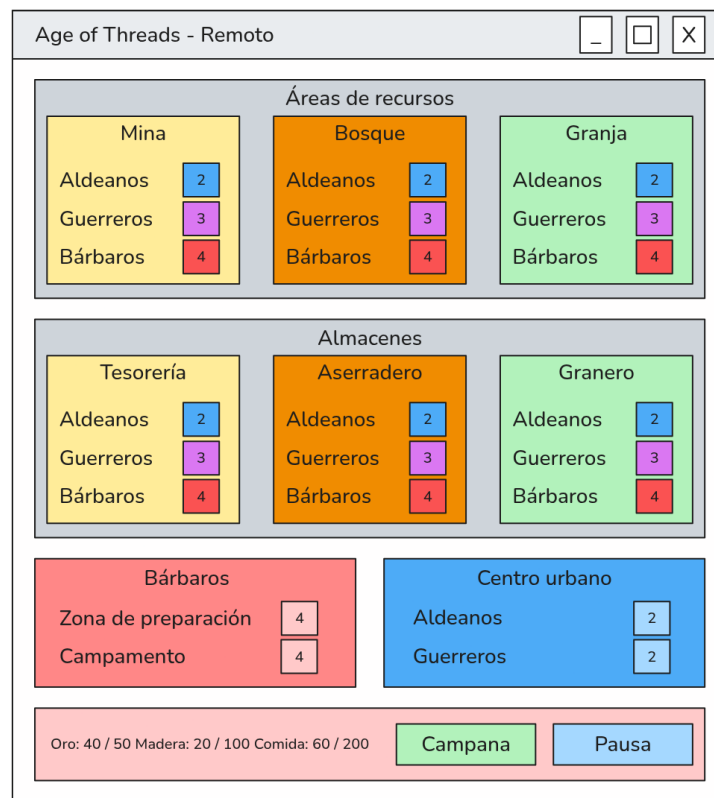 Age of Threads - Remoto
_ X
Áreas de recursos
Mina
Aldeanos 2
Guerreros 3
Bárbaros 4
Bosque
Aldeanos 2
Guerreros 3
Bárbaros 4
Granja
Aldeanos 2
Guerreros 3
Bárbaros 4
Almacenes
Tesorería
Aldeanos 2
Guerreros 3
Bárbaros 4
Aserradero
Aldeanos 2
Guerreros 3
Bárbaros 4
Granero
Aldeanos 2
Guerreros 3
Bárbaros 4
Bárbaros
Zona de preparación 4
Campamento 4
Centro urbano
Aldeanos 2
Guerreros 2
Oro: 40 / 50 Madera: 20 / 100 Comida: 60 / 200
Campana
Pausa